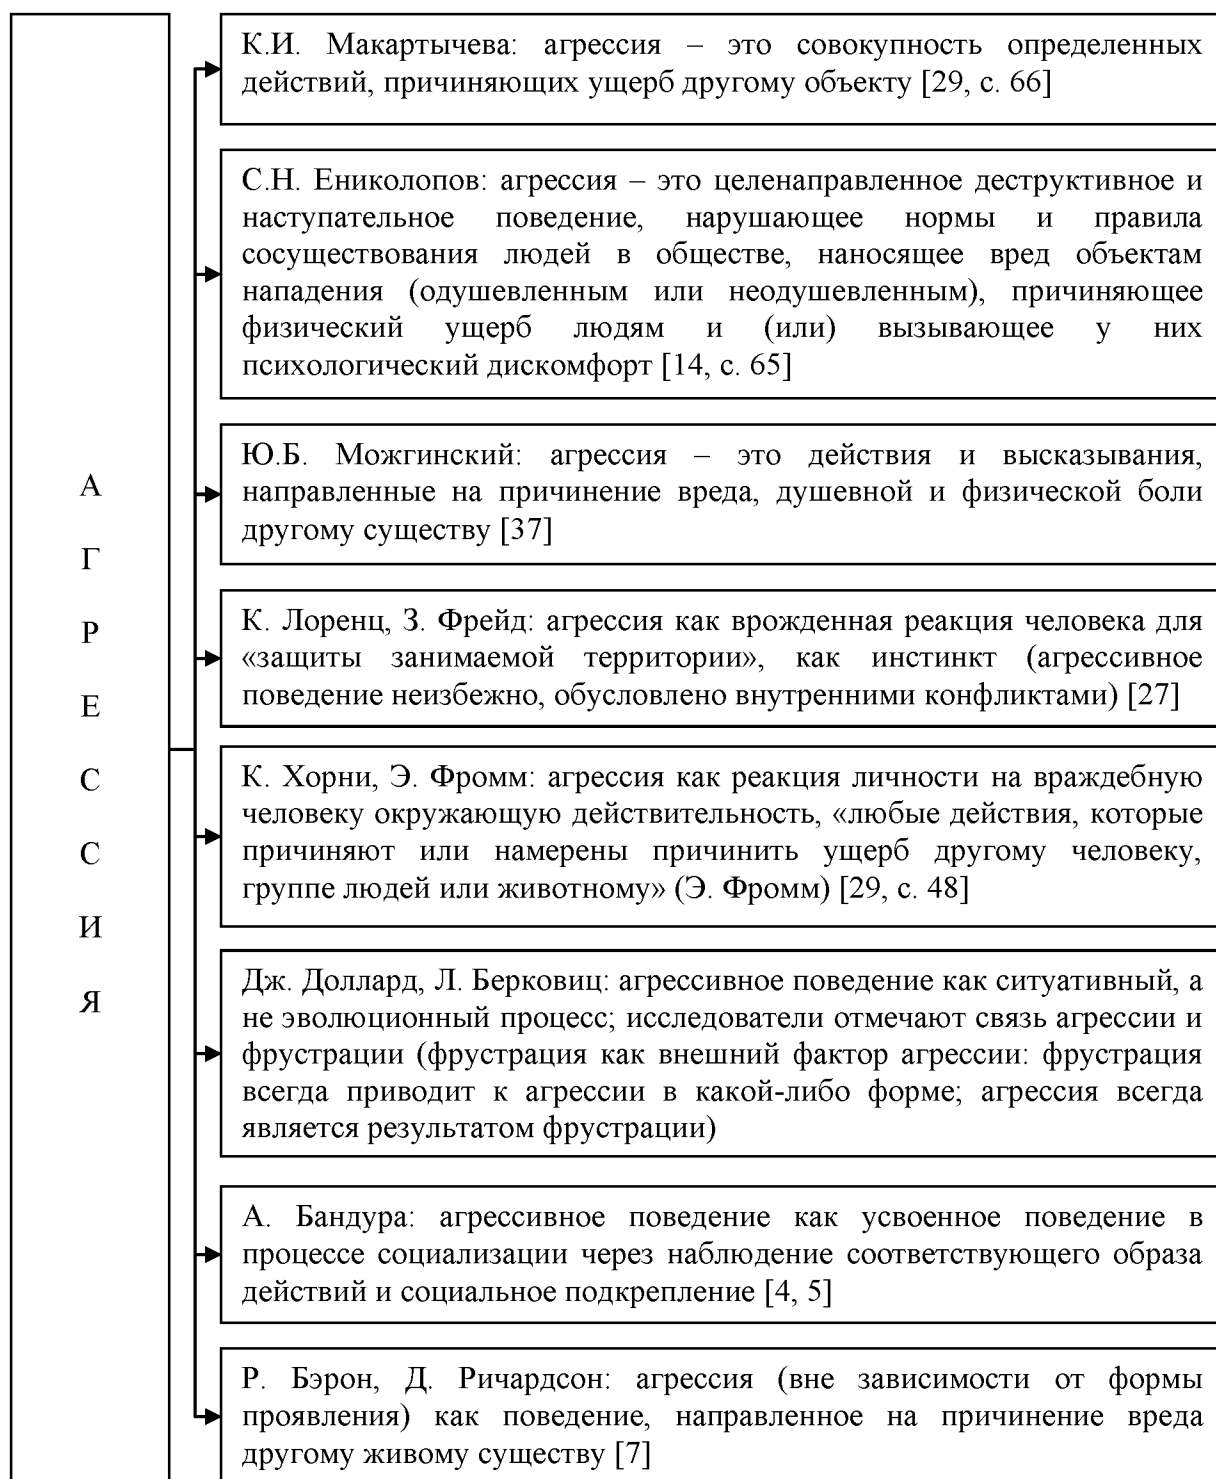 А
Г
Р
Е
С
С
И
Я
К.И. Макартычева: агрессия – это совокупность определенных
действий, причиняющих ущерб другому объекту [29, с. 66]
С.Н. Ениколопов: агрессия – это целенаправленное деструктивное и
наступательное поведение, нарушающее нормы и правила
сосуществования людей в обществе, наносящее вред объектам
нападения (одушевленным или неодушевленным), причиняющее
физический ущерб людям и (или) вызывающее у них
психологический дискомфорт [14, с. 65]
Ю.Б. Можгинский: агрессия – это действия и высказывания,
направленные на причинение вреда, душевной и физической боли
другому существу [37]
К. Лоренц, З. Фрейд: агрессия как врожденная реакция человека для
«защиты занимаемой территории», как инстинкт (агрессивное
поведение неизбежно, обусловлено внутренними конфликтами) [27]
К. Хорни, Э. Фромм: агрессия как реакция личности на враждебную
человеку окружающую действительность, «любые действия, которые
причиняют или намерены причинить ущерб другому человеку,
группе людей или животному» (Э. Фромм) [29, с. 48]
Дж. Доллард, Л. Берковиц: агрессивное поведение как ситуативный, а
не эволюционный процесс; исследователи отмечают связь агрессии и
фрустрации (фрустрация как внешний фактор агрессии: фрустрация
всегда приводит к агрессии в какой-либо форме; агрессия всегда
является результатом фрустрации)
А. Бандура: агрессивное поведение как усвоенное поведение в
процессе социализации через наблюдение соответствующего образа
действий и социальное подкрепление [4, 5]
Р. Бэрон, Д. Ричардсон: агрессия (вне зависимости от формы
проявления) как поведение, направленное на причинение вреда
другому живому существу [7]